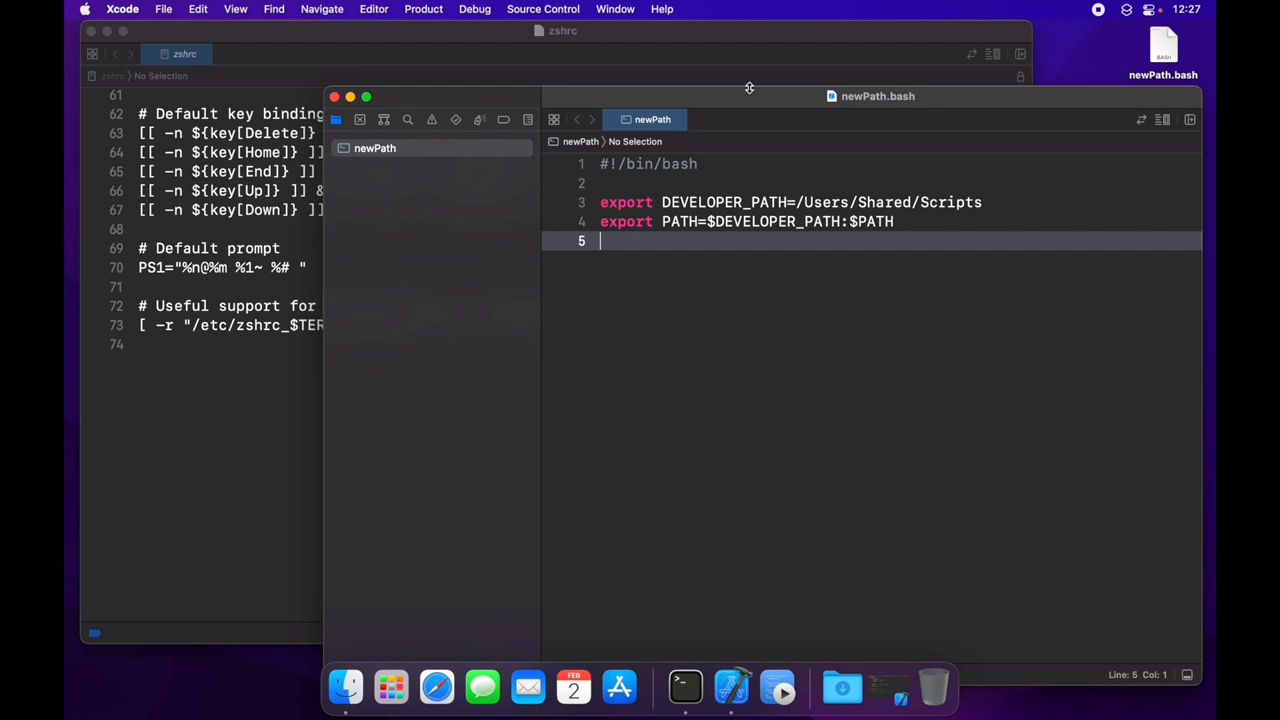 Xcode File Edit View Find Navigate Editor Product Debug Source Control Window Help 12:27
zshrc
zshrc
zshrc 〉 No Selection
61
62 # Default key binding
63 [[ -n ${key[Delete]}
64 [[ -n ${key[Home]} ]]
65 [[ -n ${key[End]} ]]
66 [[ -n ${key[Up]} ]] &
67 [[ -n ${key[Down]} ]]
68
69 # Default prompt
70 PS1="%n@%m %1~ %# "
71
72 # Useful support for
73 [ -r "/etc/zshrc_$TER
74
BASH
newPath.bash
newPath.bash
newPath
newPath
newPath 〉 No Selection
1 #!/bin/bash
2
3 export DEVELOPER_PATH=/Users/Shared/Scripts
4 export PATH=$DEVELOPER_PATH:$PATH
5
Line: 5 Col: 1
FEB
2